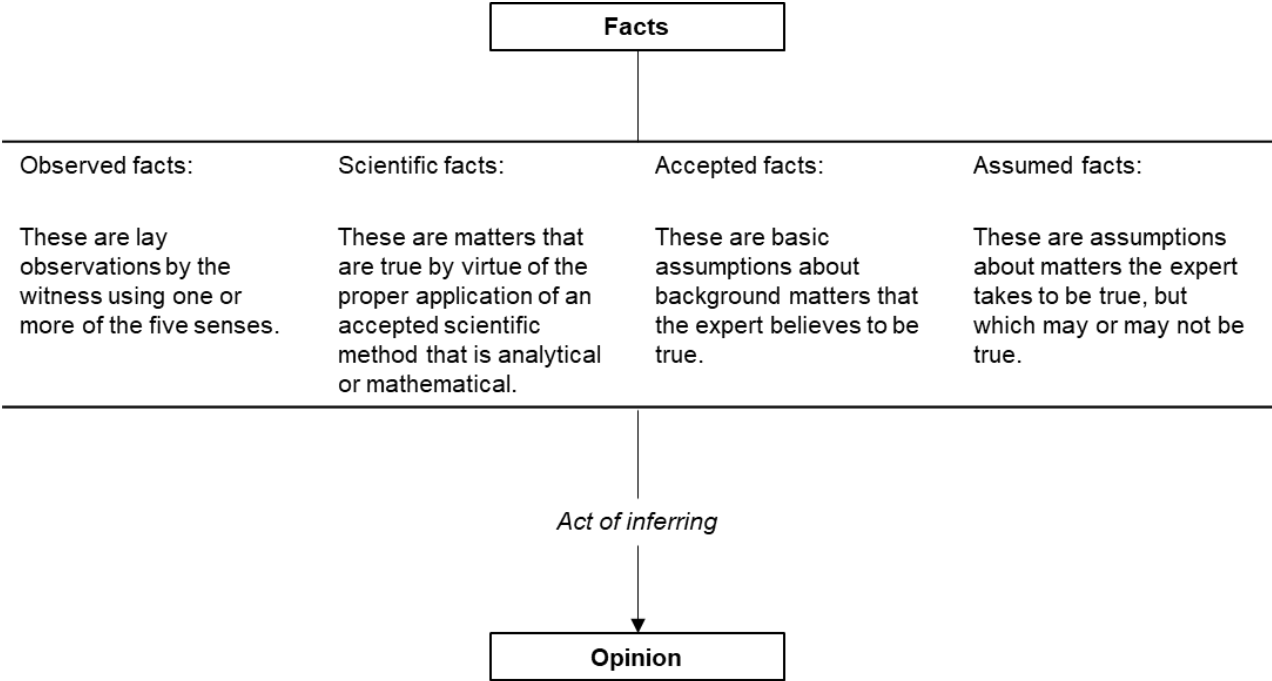 Facts
Observed facts:
These are lay
observations by the
witness using one or
more of the five senses.
Scientific facts:
These are matters that
are true by virtue of the
proper application of an
accepted scientific
method that is analytical
or mathematical.
Accepted facts:
These are basic
assumptions about
background matters that
the expert believes to be
true.
Assumed facts:
These are assumptions
about matters the expert
takes to be true, but
which may or may not be
true.
Act of inferring
Opinion